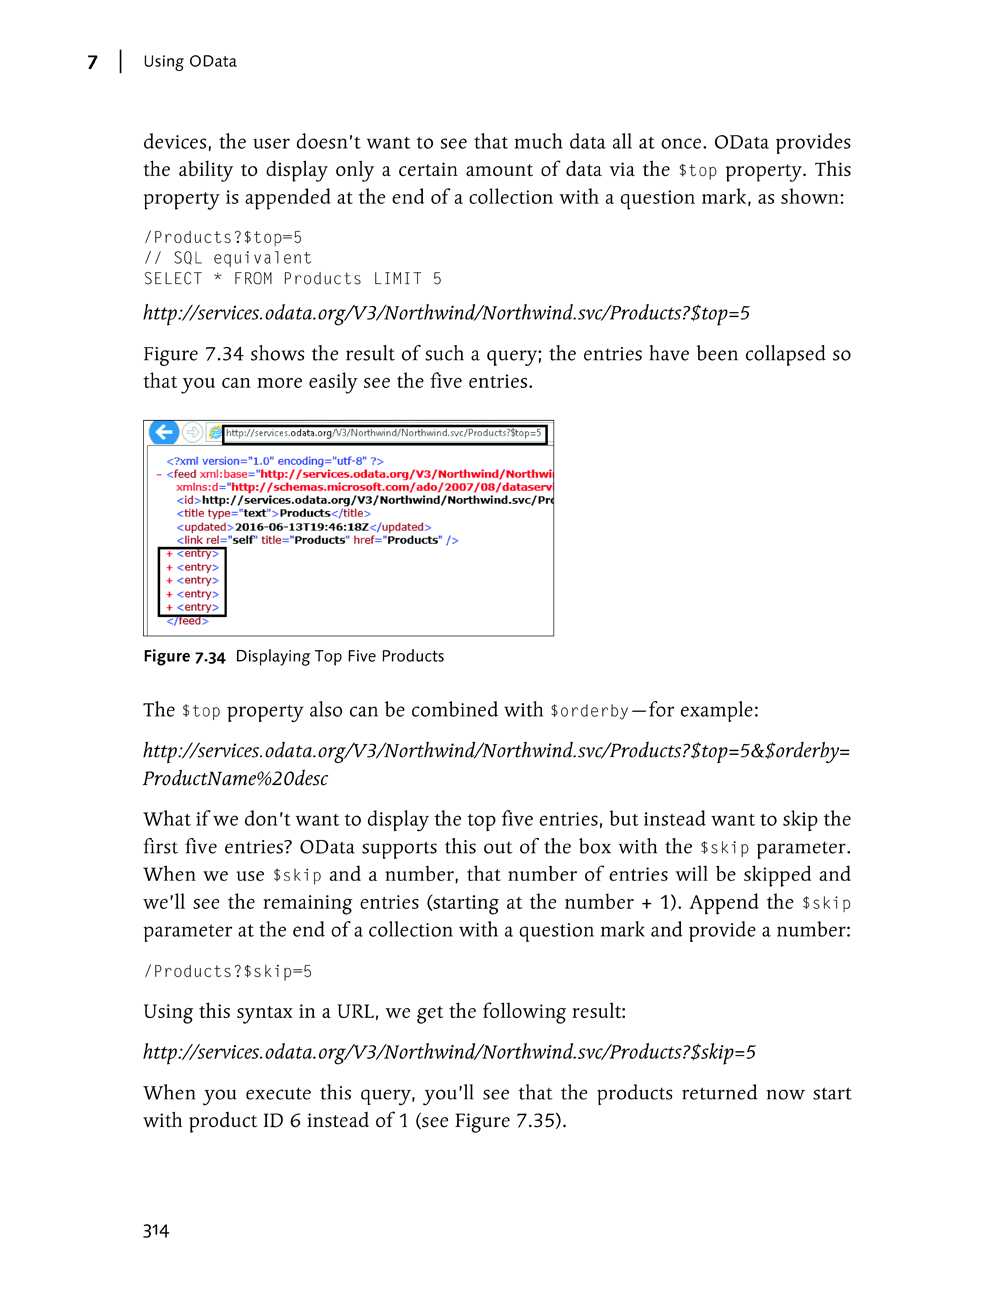 7 | Using OData
devices, the user doesn't want to see that much data all at once. OData provides
the ability to display only a certain amount of data via the $top property. This
property is appended at the end of a collection with a question mark, as shown:
/Products?$top=5
// SQL equivalent
SELECT * FROM Products LIMIT 5
http://services.odata.org/V3/Northwind/Northwind.svc/Products?$top=5
Figure 7.34 shows the result of such a query; the entries have been collapsed so
that you can more easily see the five entries.
http://services.odata.org/V3/Northwind/Northwind.svc/Products?$top=5
<?xml version="1.0" encoding="utf-8" ?>
- <feed xml:base="http://services.odata.org/V3/Northwind/Northwi
xmlns:d="http://schemas.microsoft.com/ado/2007/08/dataserv
<id>http://services.odata.org/V3/Northwind/Northwind.svc/Pro
<title type="text">Products</title>
<updated>2016-06-13T19:46:18Z</updated>
<link rel="self" title="Products" href="Products" />
+ <entry>
+ <entry>
+ <entry>
+ <entry>
+ <entry>
</feed>
Figure 7.34 Displaying Top Five Products
The $top property also can be combined with $orderby—for example:
http://services.odata.org/V3/Northwind/Northwind.svc/Products?$top=5&$orderby=
ProductName%20desc
What if we don't want to display the top five entries, but instead want to skip the
first five entries? OData supports this out of the box with the $skip parameter.
When we use $skip and a number, that number of entries will be skipped and
we'll see the remaining entries (starting at the number + 1). Append the $skip
parameter at the end of a collection with a question mark and provide a number:
/Products?$skip=5
Using this syntax in a URL, we get the following result:
http://services.odata.org/V3/Northwind/Northwind.svc/Products?$skip=5
When you execute this query, you'll see that the products returned now start
with product ID 6 instead of 1 (see Figure 7.35).
314